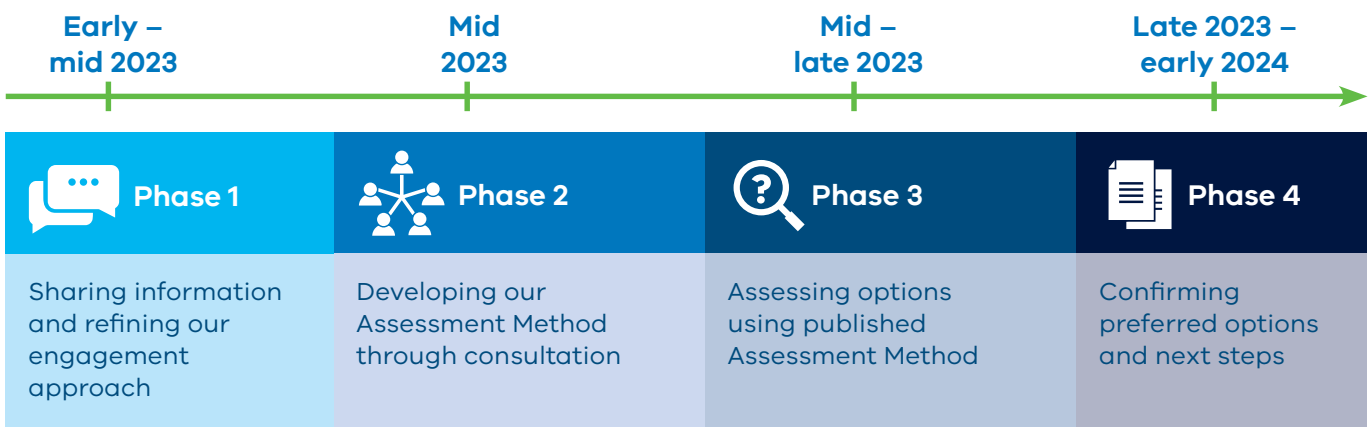 Early –
mid 2023
Mid
2023
Mid –
late 2023
Late 2023 –
early 2024
Phase 1
Phase 2
Phase 3
Phase 4
Sharing information
and refining our
engagement
approach
Developing our
Assessment Method
through consultation
Assessing options
using published
Assessment Method
Confirming
preferred options
and next steps